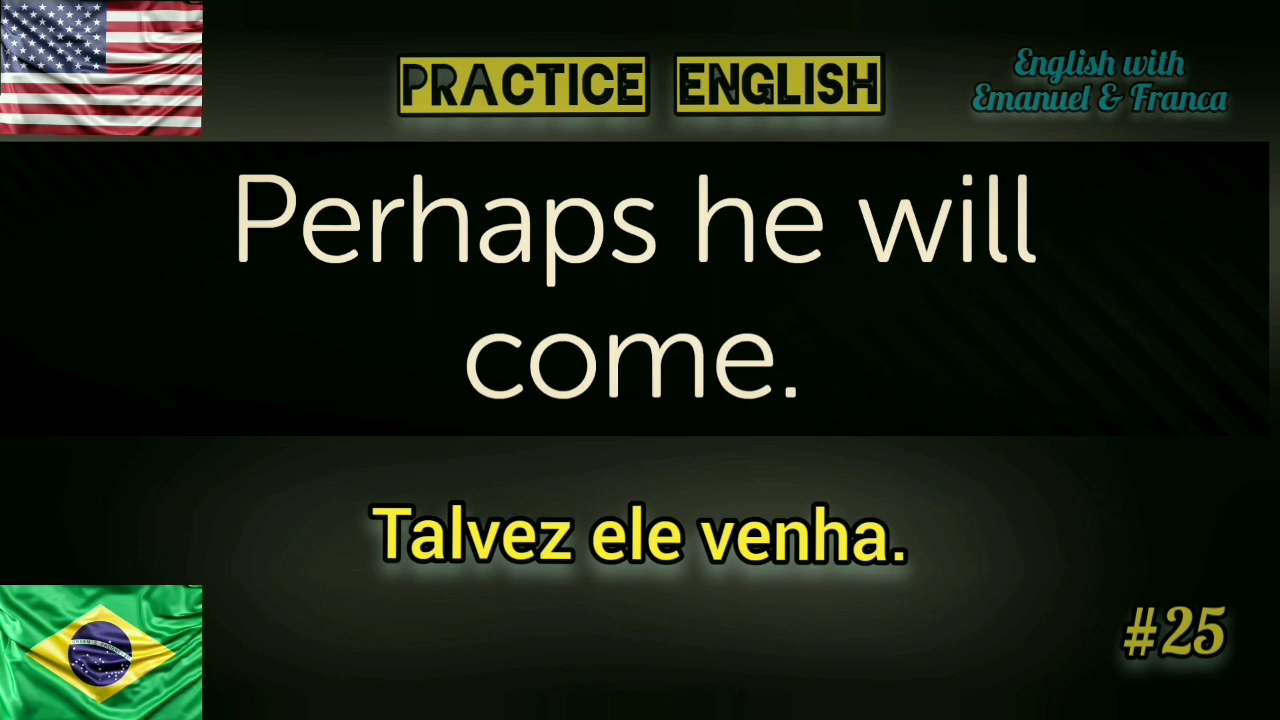 PRACTICE ENGLISH
English with
Emanuel & Franca
Perhaps he will
come.
Talvez ele venha.
#25